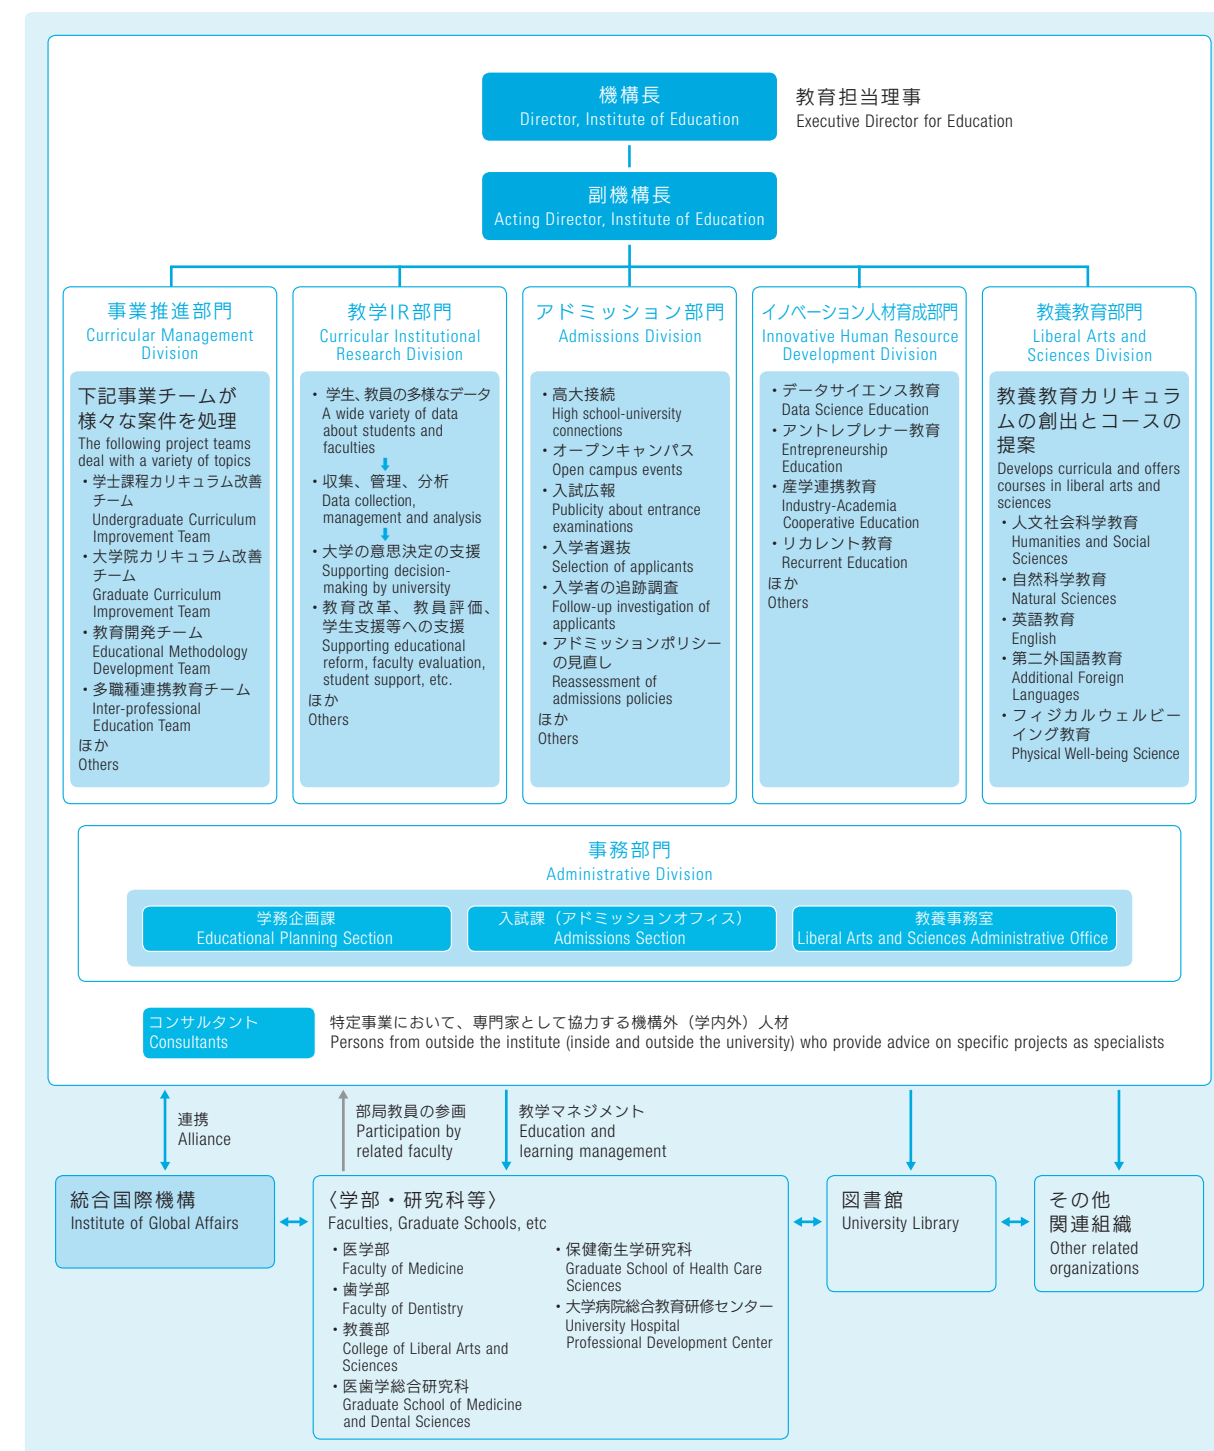 機構長
Director, Institute of Education
教育担当理事
Executive Director for Education
副機構長
Acting Director, Institute of Education
事業推進部門
Curricular Management
Division
下記事業チームが
様々な案件を処理
The following project teams
deal with a variety of topics
・学士課程カリキュラム改善
チーム
Undergraduate Curriculum
Improvement Team
・大学院カリキュラム改善
チーム
Graduate Curriculum
Improvement Team
・教育開発チーム
Educational Methodology
Development Team
・多職種連携教育チーム
Inter-professional
Education Team
ほか
Others
教学IR部門
Curricular Institutional
Research Division
・ 学生、教員の多様なデータ
A wide variety of data
about students and
faculties
・収集、管理、分析
Data collection,
management and analysis
・大学の意思決定の支援
Supporting decision-
making by university
・教育改革、教員評価、
学生支援等への支援
Supporting educational
reform, faculty evaluation,
student support, etc.
ほか
Others
アドミッション部門
Admissions Division
・高大接続
High school-university
connections
・オープンキャンパス
Open campus events
・入試広報
Publicity about entrance
examinations
・入学者選抜
Selection of applicants
・入学者の追跡調査
Follow-up investigation of
applicants
・アドミッションポリシー
の見直し
Reassessment of
admissions policies
ほか
Others
イノベーション人材育成部門
Innovative Human Resource
Development Division
・データサイエンス教育
Data Science Education
・アントレプレナー教育
Entrepreneurship
Education
・産学連携教育
Industry-Academia
Cooperative Education
・リカレント教育
Recurrent Education
ほか
Others
教養教育部門
Liberal Arts and
Sciences Division
教養教育カリキュラ
ムの創出とコースの
提案
Develops curricula and offers
courses in liberal arts and
sciences
・人文社会科学教育
Humanities and Social
Sciences
・自然科学教育
Natural Sciences
・英語教育
English
・第二外国語教育
Additional Foreign
Languages
・フィジカルウェルビー
イング教育
Physical Well-being Science
事務部門
Administrative Division
学務企画課
Educational Planning Section
入試課（アドミッションオフィス）
Admissions Section
教養事務室
Liberal Arts and Sciences Administrative Office
コンサルタント
Consultants
特定事業において、専門家として協力する機構外（学内外）人材
Persons from outside the institute (inside and outside the university) who provide advice on specific projects as specialists
連携
Alliance
部局教員の参画
Participation by
related faculty
教学マネジメント
Education and
learning management
統合国際機構
Institute of Global Affairs
〈学部・研究科等〉
Faculties, Graduate Schools, etc
・医学部
Faculty of Medicine
・歯学部
Faculty of Dentistry
・教養部
College of Liberal Arts and
Sciences
・医歯学総合研究科
Graduate School of Medicine
and Dental Sciences
・保健衛生学研究科
Graduate School of Health Care
Sciences
・大学病院総合教育研修センター
University Hospital
Professional Development Center
図書館
University Library
その他
関連組織
Other related
organizations